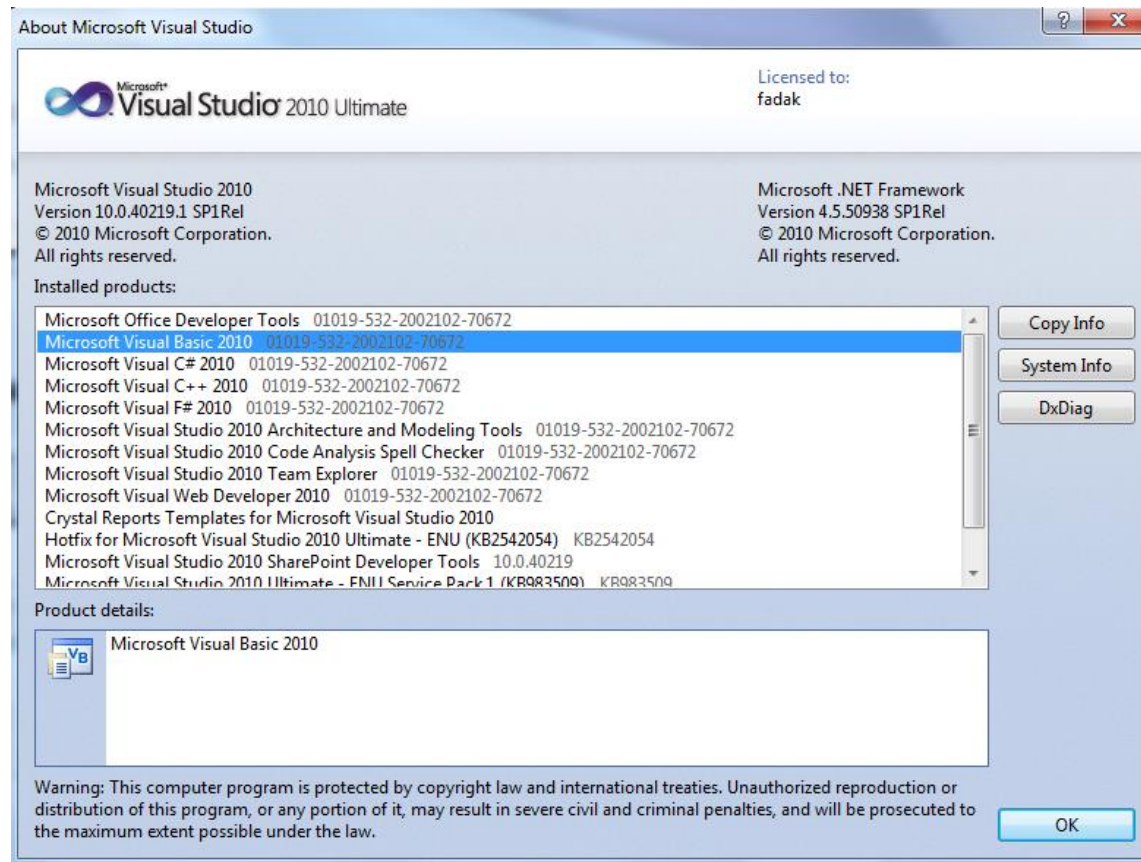 About Microsoft Visual Studio
Microsoft®
Visual Studio® 2010 Ultimate
Licensed to:
fadak
Microsoft Visual Studio 2010
Version 10.0.40219.1 SP1Rel
© 2010 Microsoft Corporation.
All rights reserved.
Microsoft .NET Framework
Version 4.5.50938 SP1Rel
© 2010 Microsoft Corporation.
All rights reserved.
Installed products:
Microsoft Office Developer Tools 01019-532-2002102-70672
Microsoft Visual Basic 2010 01019-532-2002102-70672
Microsoft Visual C# 2010 01019-532-2002102-70672
Microsoft Visual C++ 2010 01019-532-2002102-70672
Microsoft Visual F# 2010 01019-532-2002102-70672
Microsoft Visual Studio 2010 Architecture and Modeling Tools 01019-532-2002102-70672
Microsoft Visual Studio 2010 Code Analysis Spell Checker 01019-532-2002102-70672
Microsoft Visual Studio 2010 Team Explorer 01019-532-2002102-70672
Microsoft Visual Web Developer 2010 01019-532-2002102-70672
Crystal Reports Templates for Microsoft Visual Studio 2010
Hotfix for Microsoft Visual Studio 2010 Ultimate - ENU (KB2542054) KB2542054
Microsoft Visual Studio 2010 SharePoint Developer Tools 10.0.40219
Microsoft Visual Studio 2010 Ultimate - ENU Service Pack 1 (KB983509) KB983509
Copy Info
System Info
DxDiag
Product details:
VB
Microsoft Visual Basic 2010
Warning: This computer program is protected by copyright law and international treaties. Unauthorized reproduction or
distribution of this program, or any portion of it, may result in severe civil and criminal penalties, and will be prosecuted to
the maximum extent possible under the law.
OK